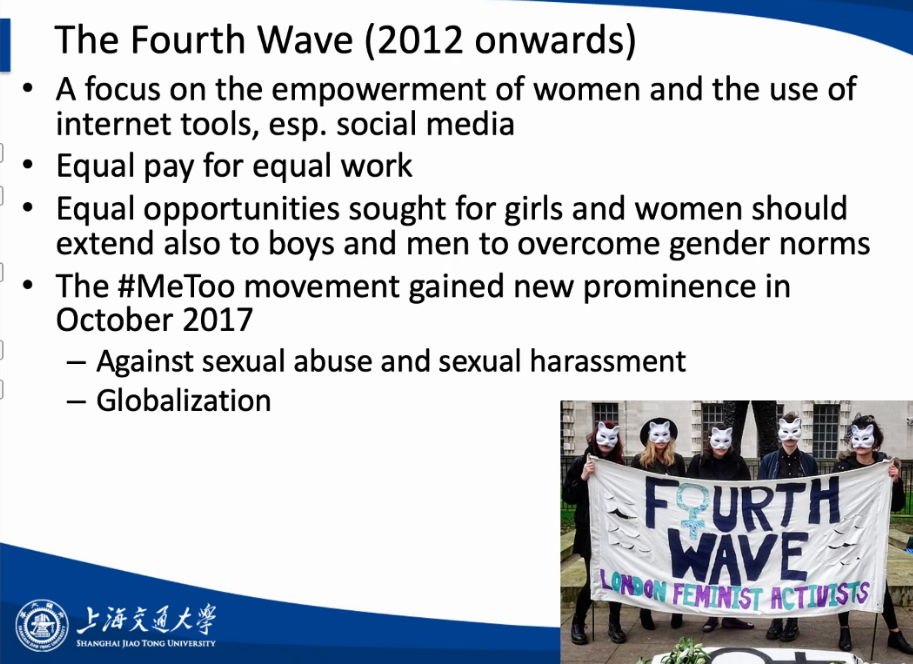 The Fourth Wave (2012 onwards)
• A focus on the empowerment of women and the use of
internet tools, esp. social media
• Equal pay for equal work
• Equal opportunities sought for girls and women should
extend also to boys and men to overcome gender norms
• The #MeToo movement gained new prominence in
October 2017
– Against sexual abuse and sexual harassment
– Globalization
FOURTH
WAVE
LONDON FEMINIST ACTIVISTS
上海交通大学
SHANGHAI JIAO TONG UNIVERSITY